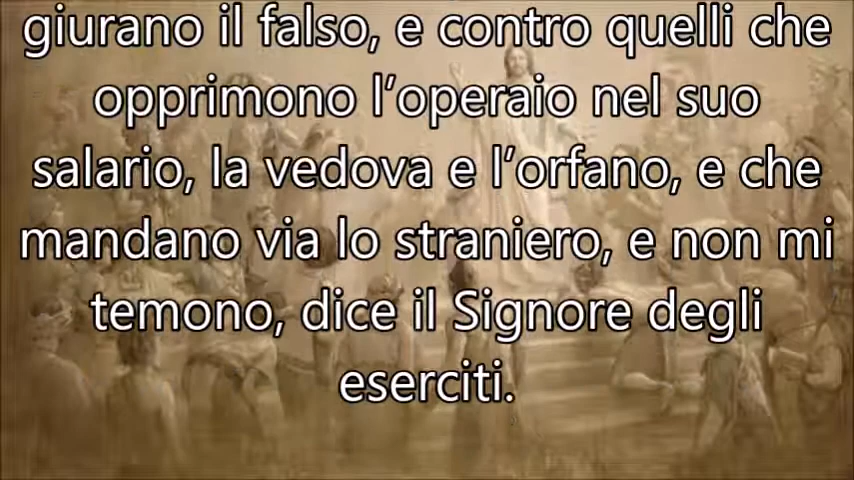 giurano il falso, e contro quelli che
opprimono l’operaio nel suo
salario, la vedova e l’orfano, e che
mandano via lo straniero, e non mi
temono, dice il Signore degli
eserciti.